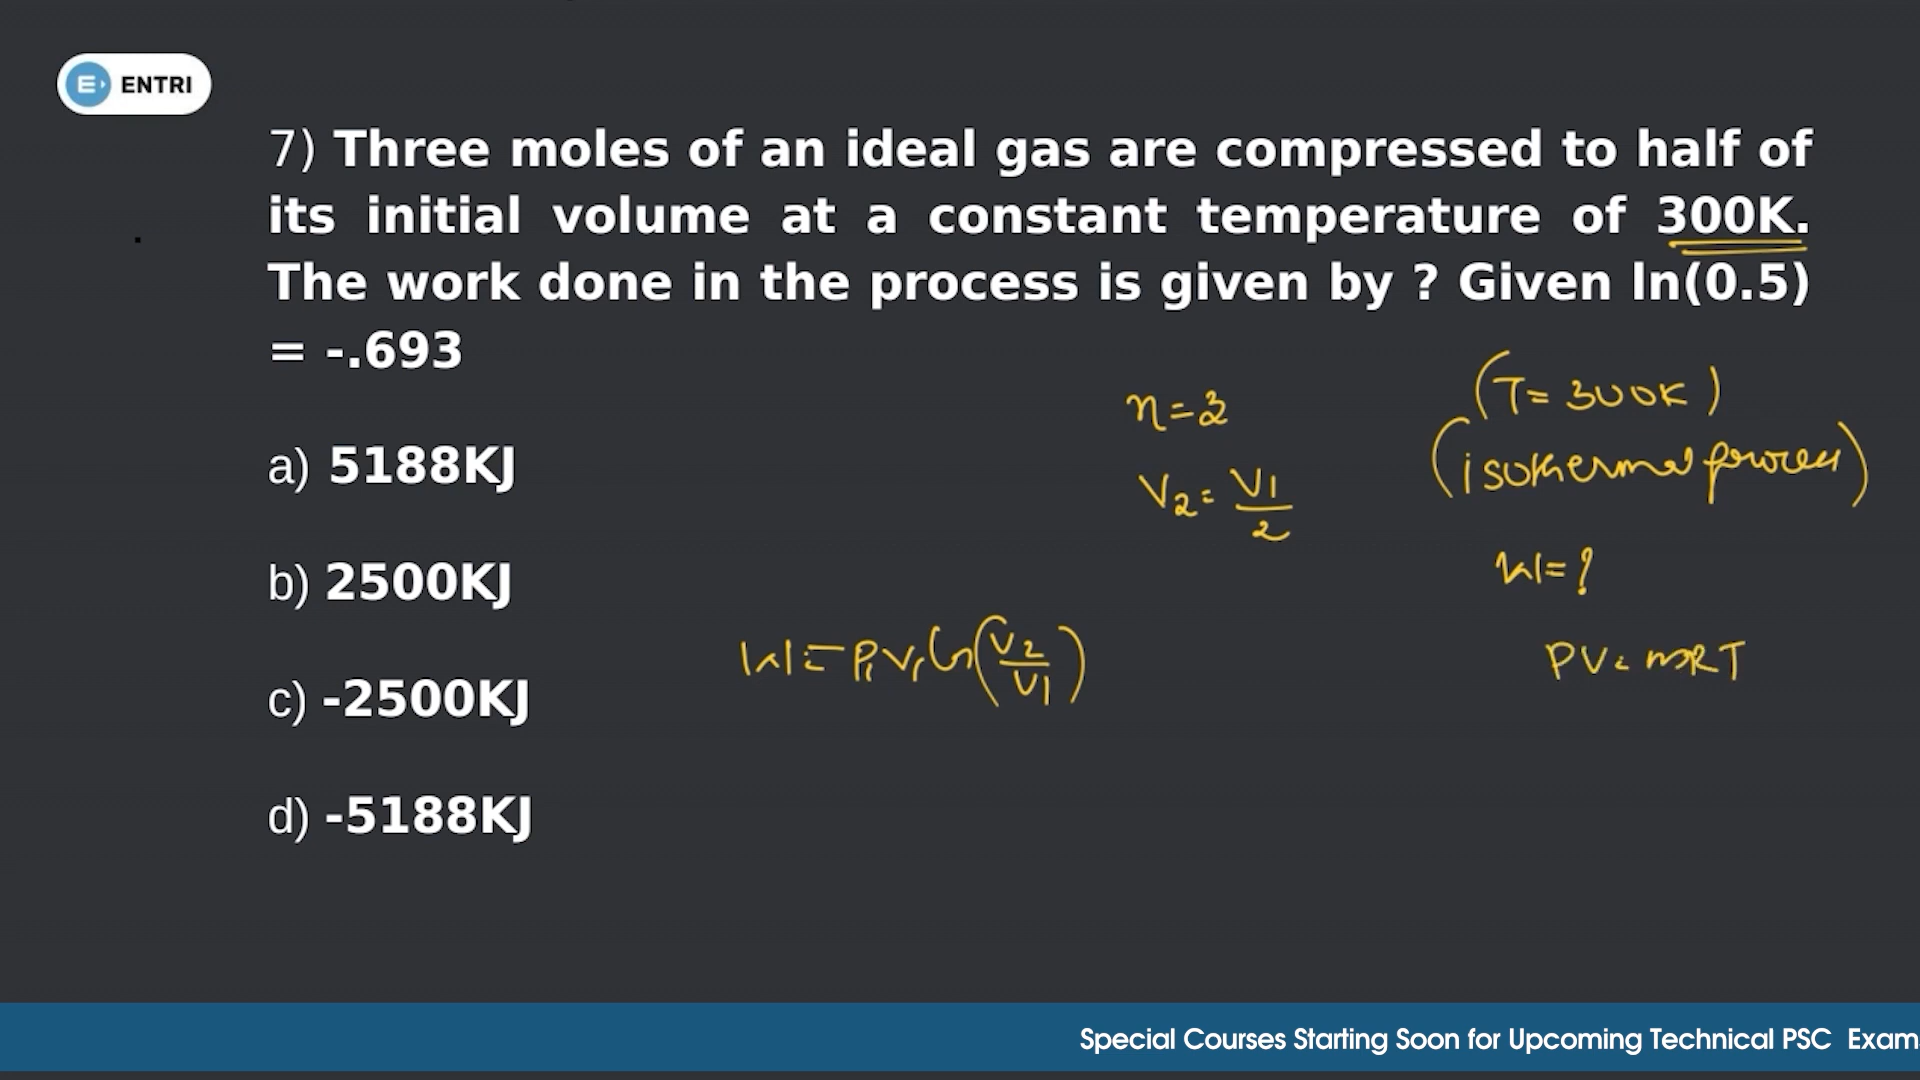 ENTRI
7) Three moles of an ideal gas are compressed to half of
its initial volume at a constant temperature of 300K.
The work done in the process is given by ? Given ln(0.5)
= -.693
a) 5188KJ
b) 2500KJ
c) -2500KJ
d) -5188KJ
n=3
(T=300K)
(isothermal process)
V2=V1/2
W=?
W=P1V1ln(V2/V1)
PV=nRT
Special Courses Starting Soon for Upcoming Technical PSC Exam